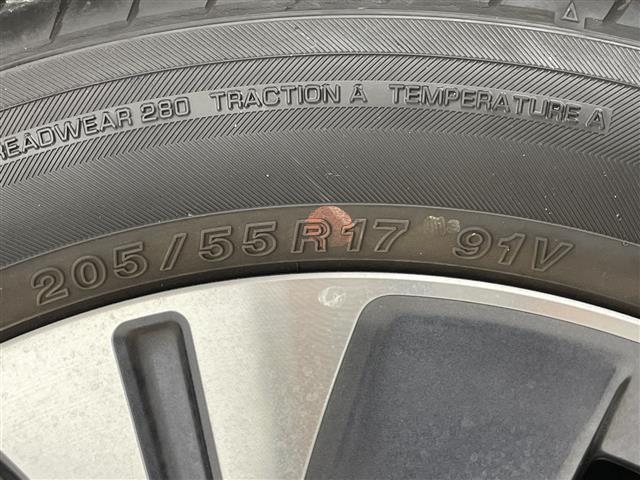 READWEAR 280 TRACTION A TEMPERATURE A
205/55R17 91V